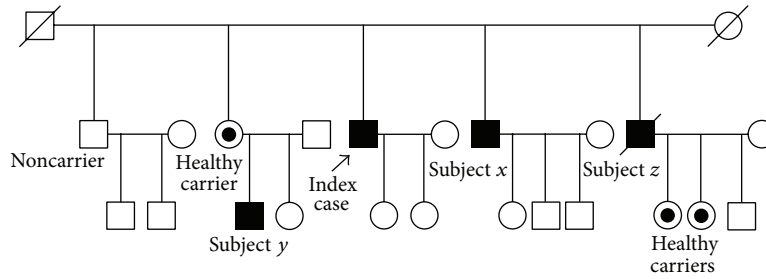 Noncarrier
Healthy
carrier
Subject y
Index
case
Subject x
Subject z
Healthy
carriers